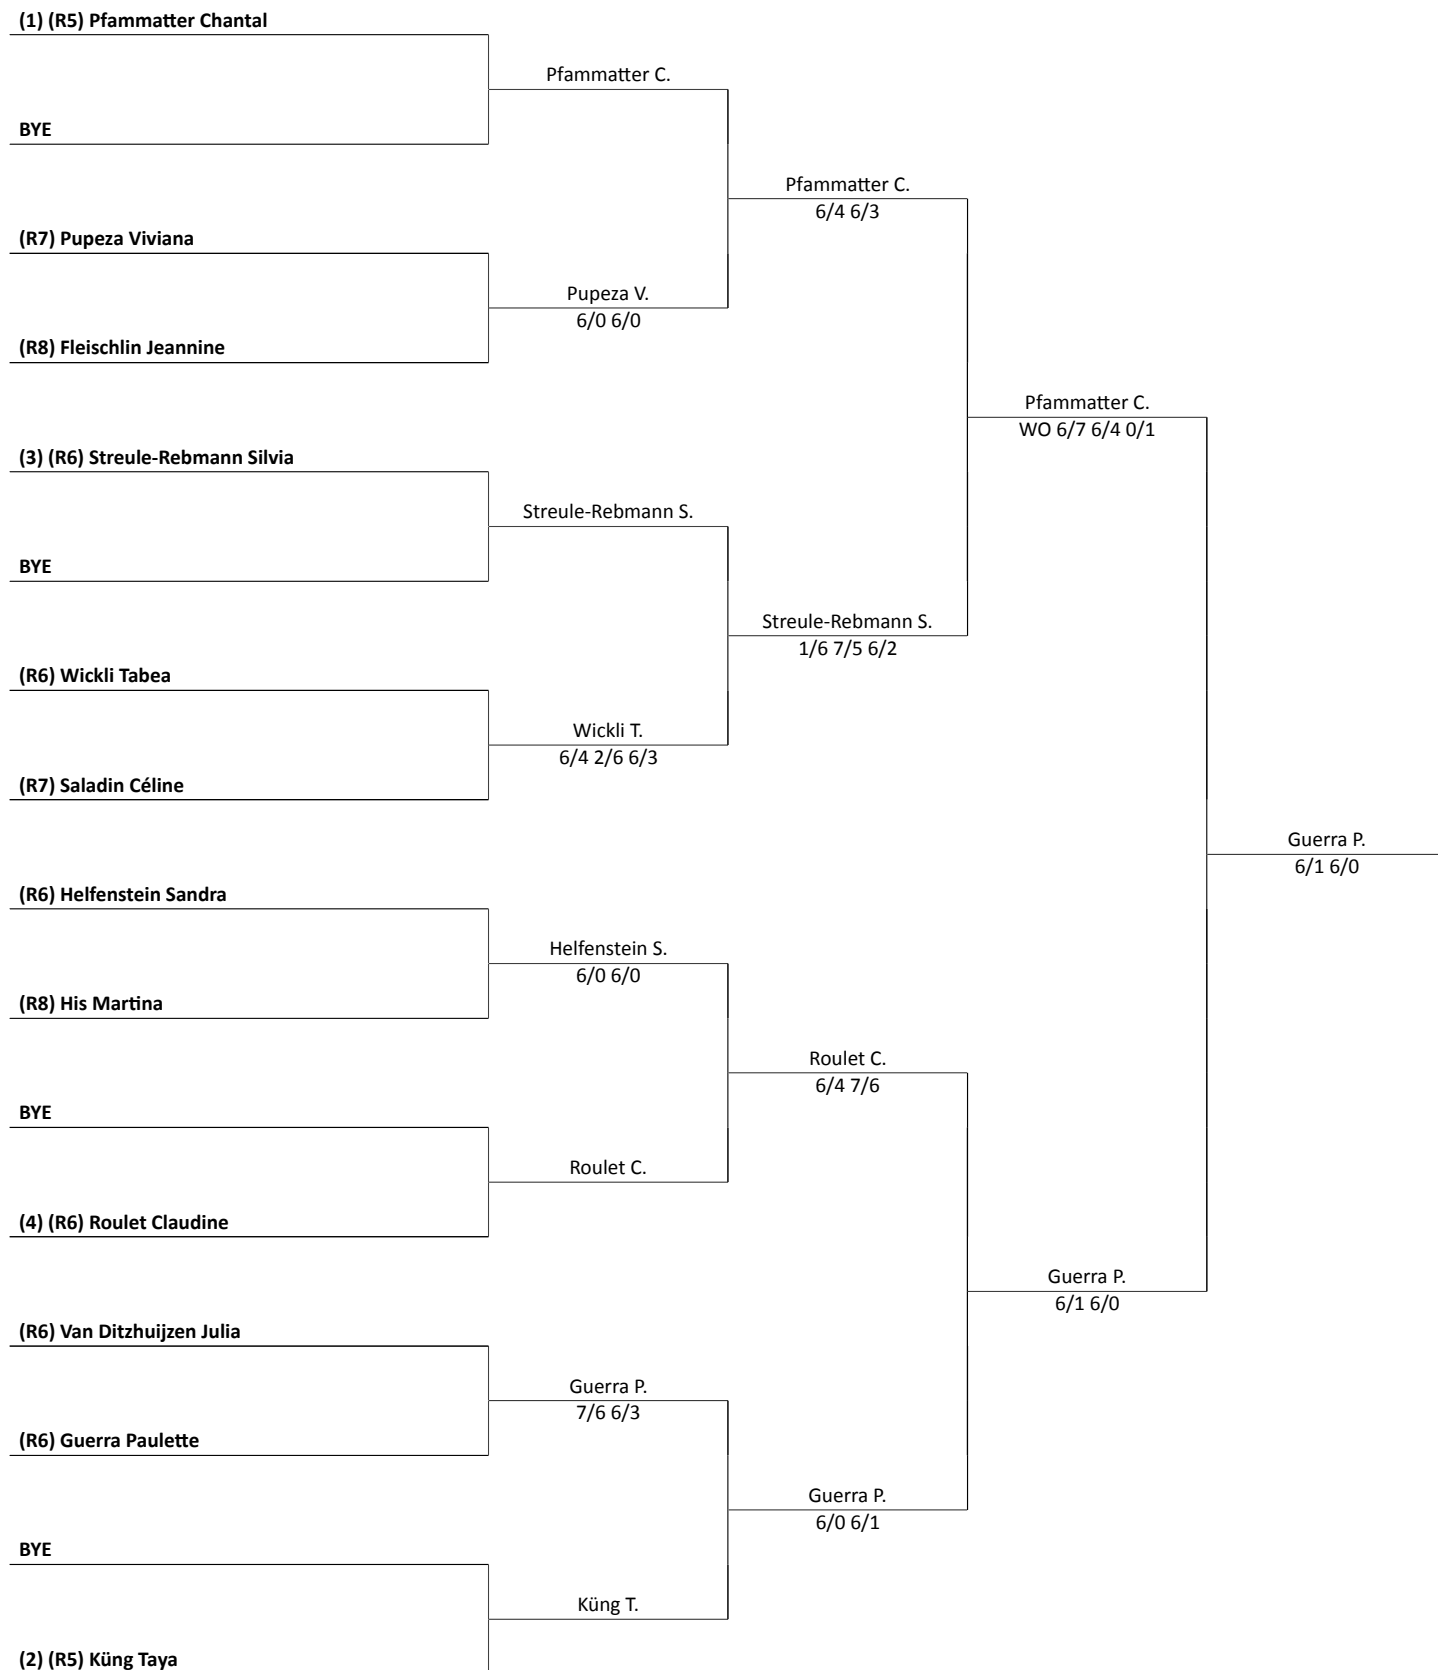 (1) (R5) Pfammatter Chantal
Pfammatter C.
BYE
Pfammatter C.
6/4 6/3
(R7) Pupeza Viviana
Pupeza V.
6/0 6/0
(R8) Fleischlin Jeannine
Pfammatter C.
WO 6/7 6/4 0/1
(3) (R6) Streule-Rebmann Silvia
Streule-Rebmann S.
BYE
Streule-Rebmann S.
1/6 7/5 6/2
(R6) Wickli Tabea
Wickli T.
6/4 2/6 6/3
(R7) Saladin Céline
Guerra P.
6/1 6/0
(R6) Helfenstein Sandra
Helfenstein S.
6/0 6/0
(R8) His Martina
Roulet C.
6/4 7/6
BYE
Roulet C.
(4) (R6) Roulet Claudine
Guerra P.
6/1 6/0
(R6) Van Ditzhuijzen Julia
Guerra P.
7/6 6/3
(R6) Guerra Paulette
Guerra P.
6/0 6/1
BYE
Küng T.
(2) (R5) Küng Taya